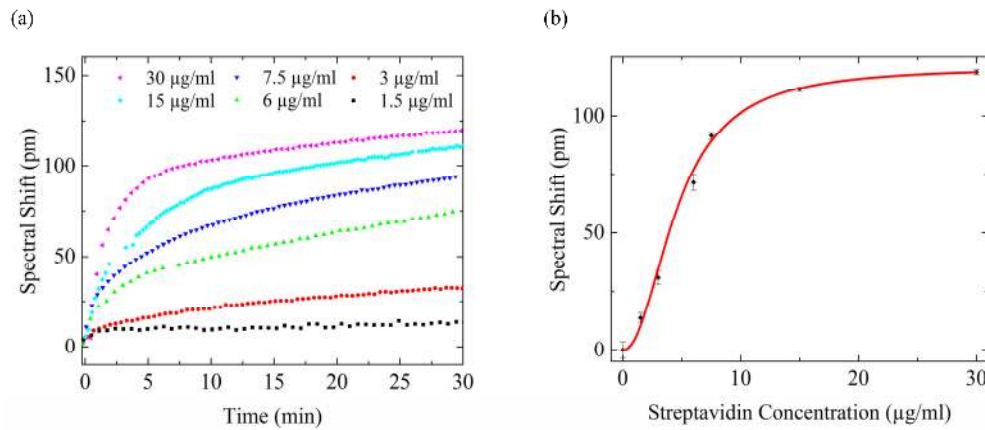 (a)
(b)
150
100
50
0
0
5
10
15
20
25
30
30 µg/ml
7.5 µg/ml
3 µg/ml
15 µg/ml
6 µg/ml
1.5 µg/ml
Spectral Shift (pm)
Time (min)
100
50
0
0
10
20
30
Spectral Shift (pm)
Streptavidin Concentration (µg/ml)